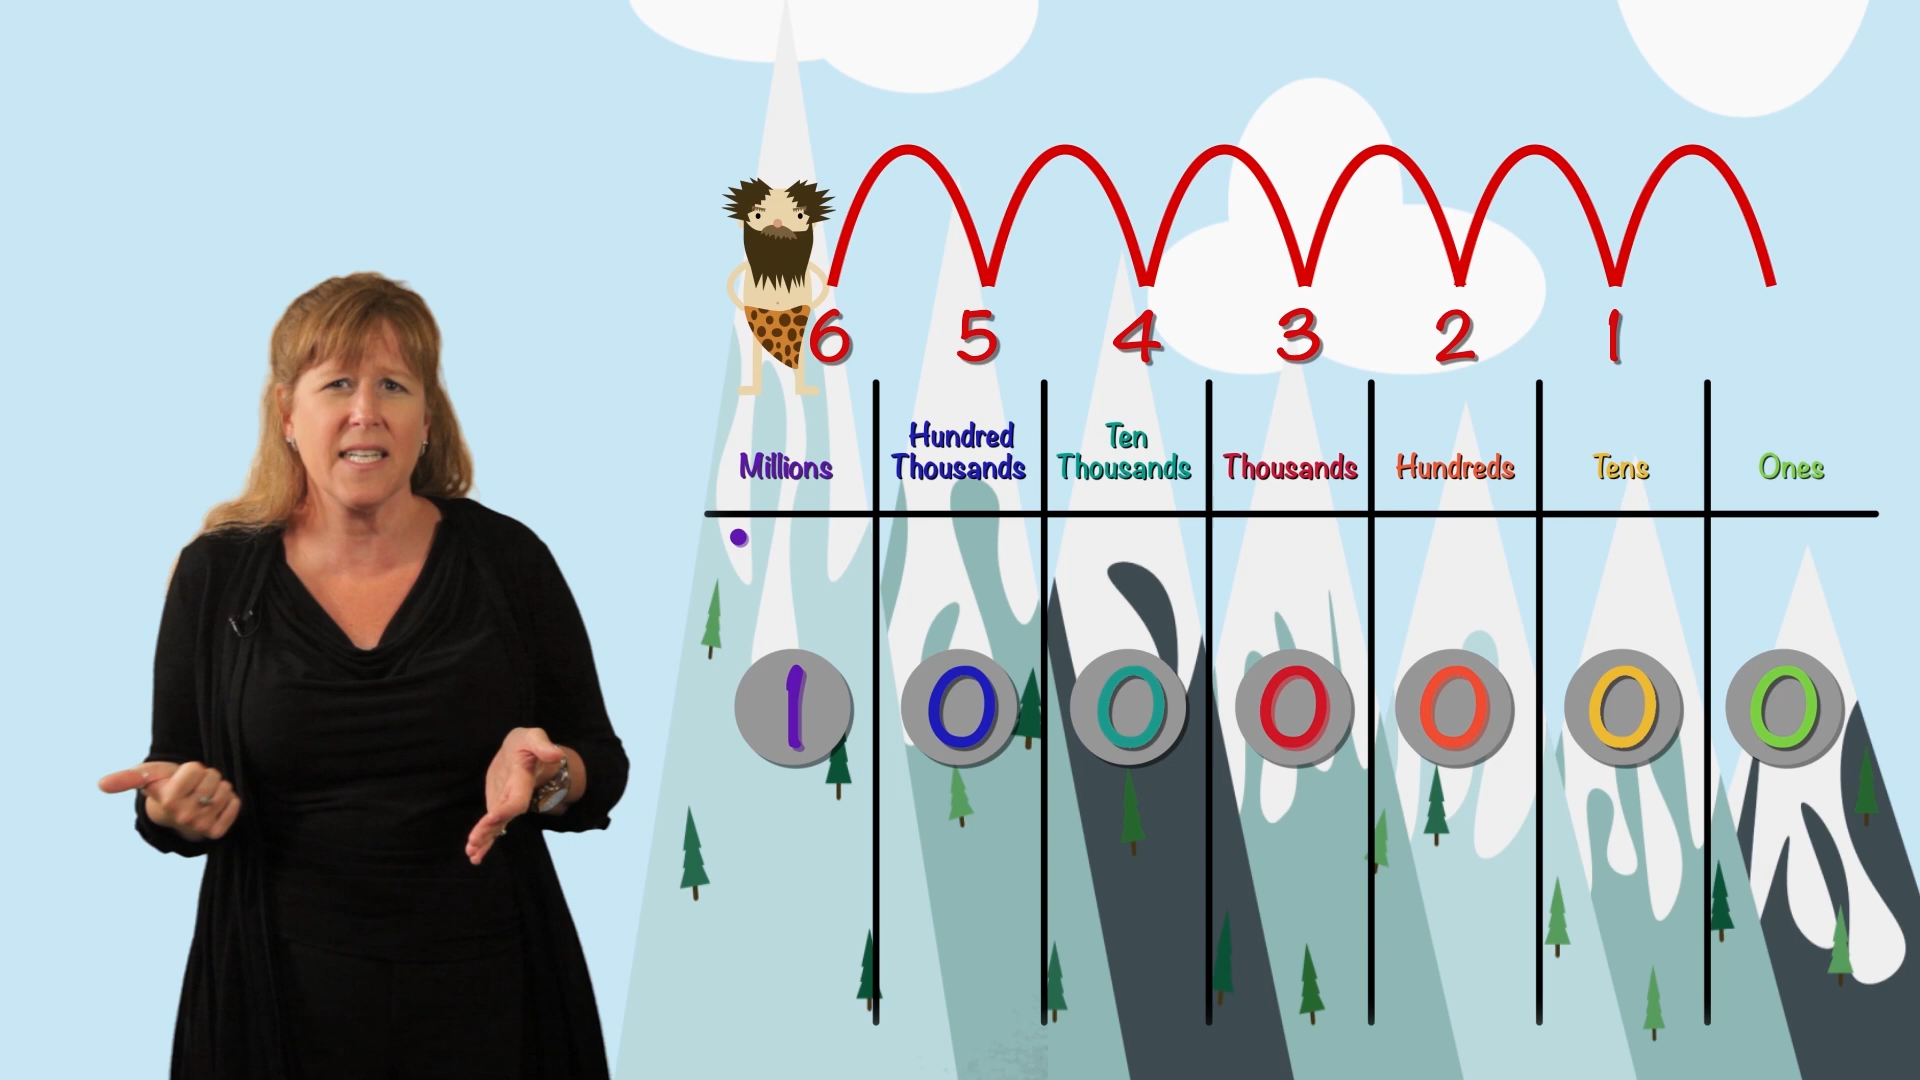 6 5 4 3 2 1
Millions
Hundred
Thousands
Ten
Thousands
Thousands
Hundreds
Tens
Ones
1 0 0 0 0 0 0